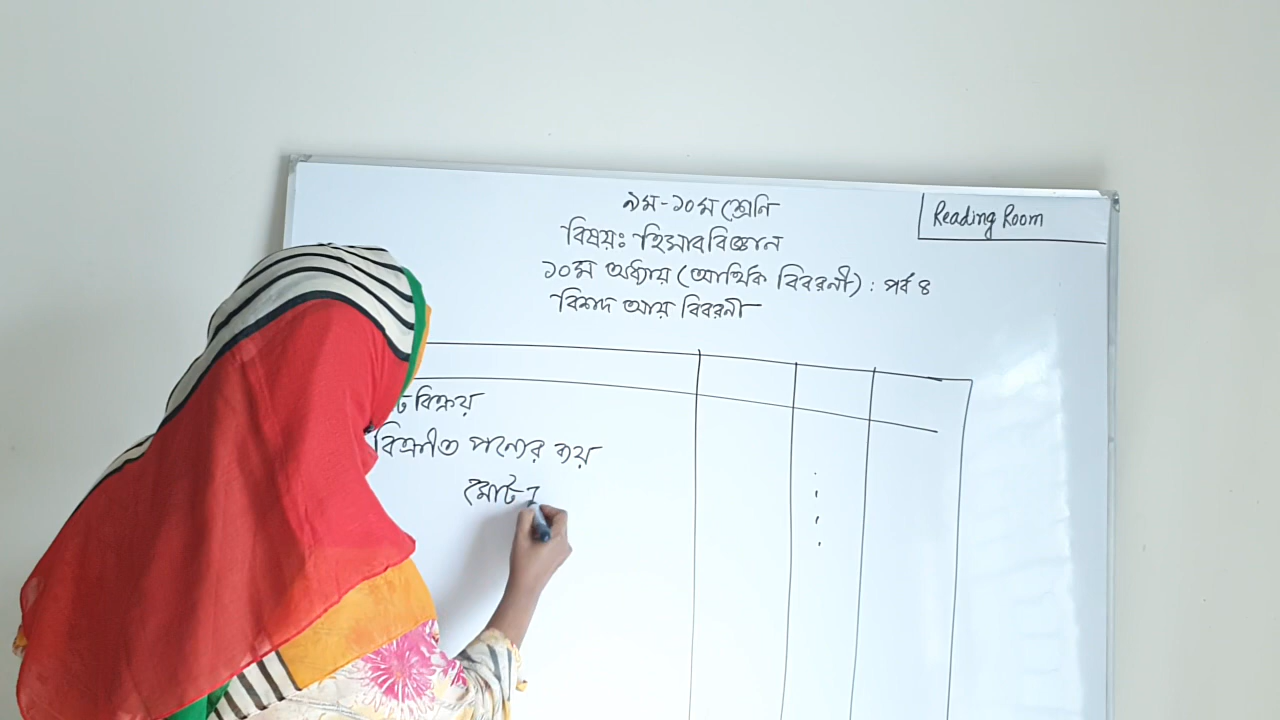 ৯ম-১০ম শ্রেণি
Reading Room
বিষয়ঃ হিসাববিজ্ঞান
১০ম অধ্যায় (আর্থিক বিবরনী) : পর্ব ৪
বিশদ আয় বিবরনী
বিক্রয়
বিক্রীত পন্যের ব্যয়
মোট